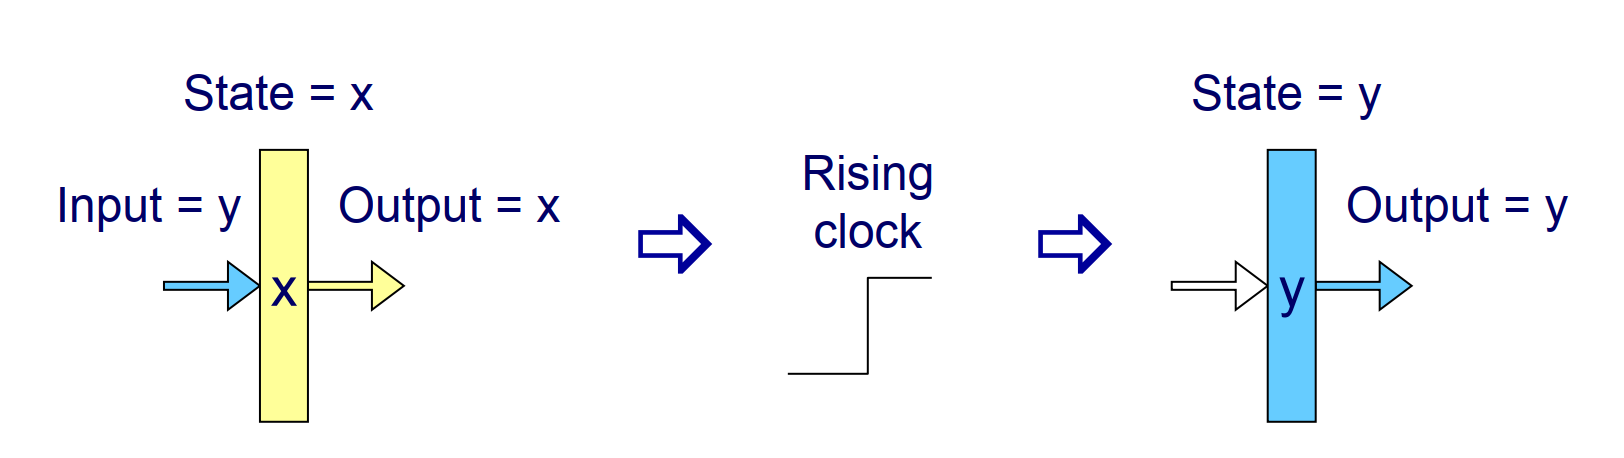 State = x
Input = y
Output = x
x
Rising
clock
State = y
Output = y
y